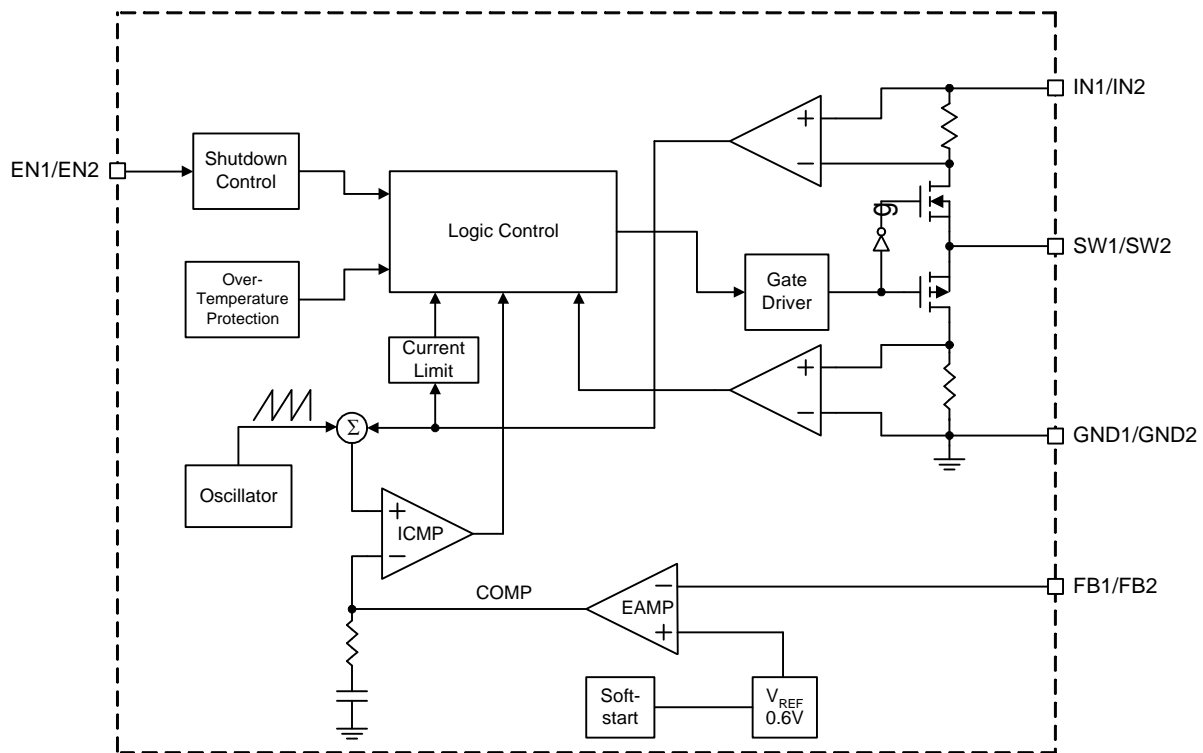 IN1/IN2
EN1/EN2
Shutdown
Control
Logic Control
SW1/SW2
Over-
Temperature
Protection
Gate
Driver
Current
Limit
Σ
GND1/GND2
Oscillator
ICMP
COMP
EAMP
FB1/FB2
Soft-
start
VREF
0.6V